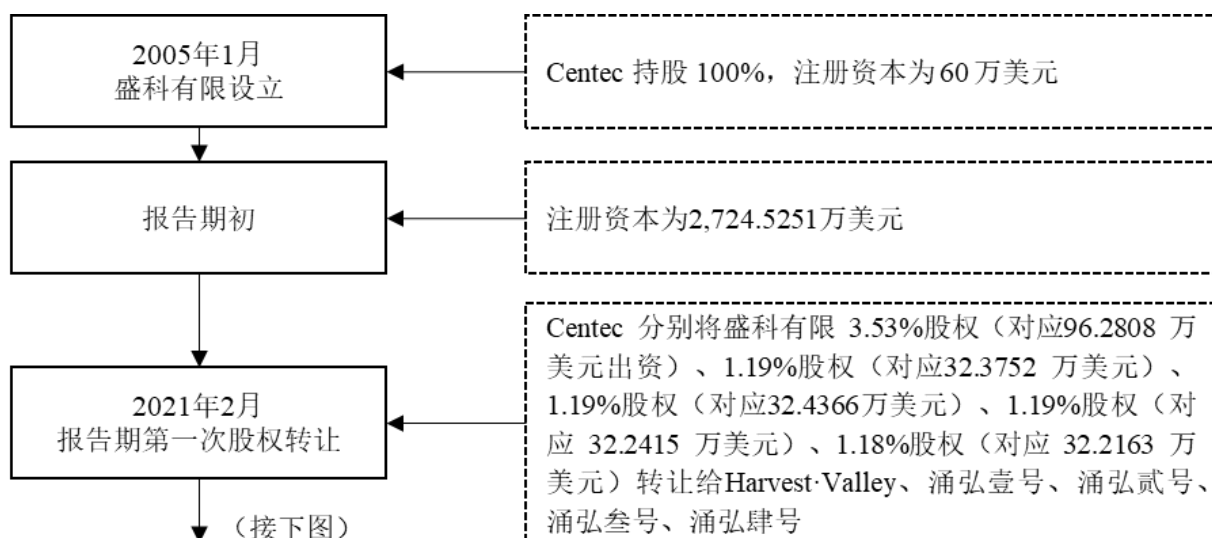 2005年1月
盛科有限设立
Centec 持股 100%，注册资本为 60 万美元
报告期初
注册资本为2,724.5251万美元
2021年2月
报告期第一次股权转让
Centec 分别将盛科有限 3.53%股权（对应96.2808 万
美元出资）、1.19%股权（对应32.3752 万美元）、
1.19%股权（对应32.4366万美元）、1.19%股权（对
应 32.2415 万美元）、1.18%股权（对应 32.2163 万
美元）转让给Harvest·Valley、涌弘壹号、涌弘贰号、
涌弘叁号、涌弘肆号
（接下图）